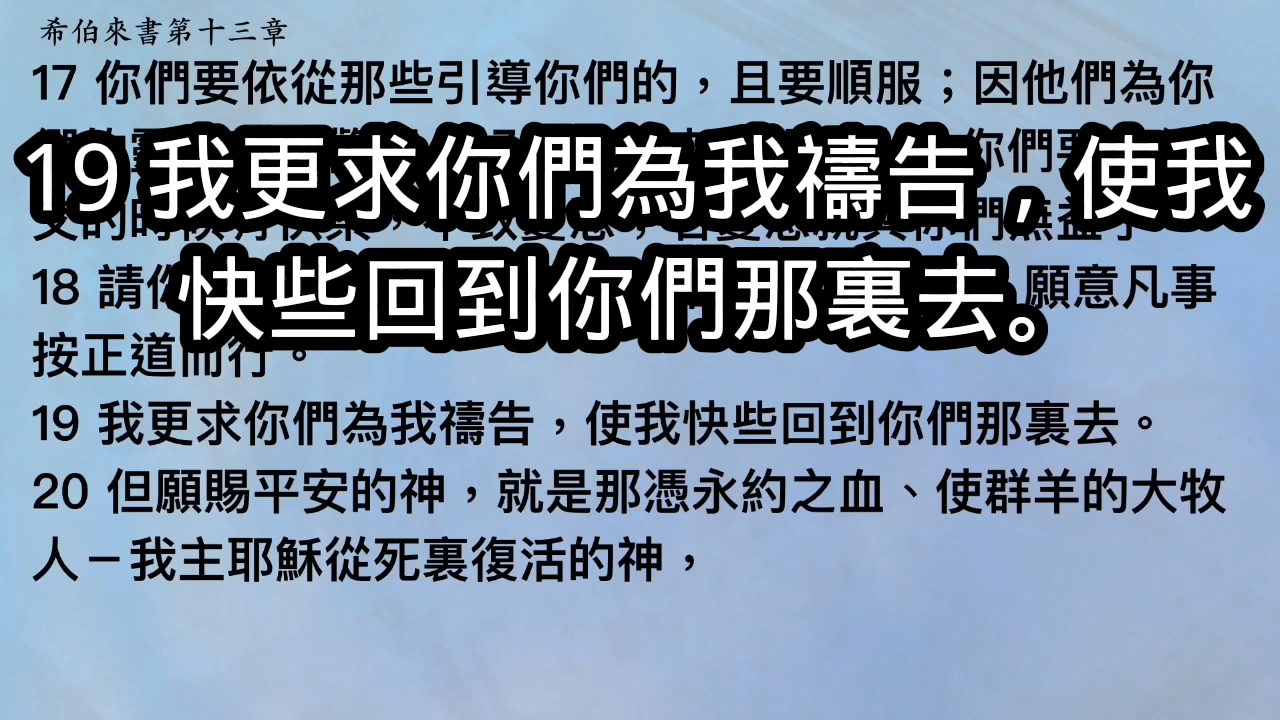 希伯來書第十三章
17 你們要依從那些引導你們的，且要順服；因他們為你
19 我更求你們為我禱告，使我
快些回到你們那裏去。
18 請你
願意凡事
按正道而行。
19 我更求你們為我禱告，使我快些回到你們那裏去。
20 但願賜平安的神，就是那憑永約之血、使群羊的大牧
人－我主耶穌從死裏復活的神，